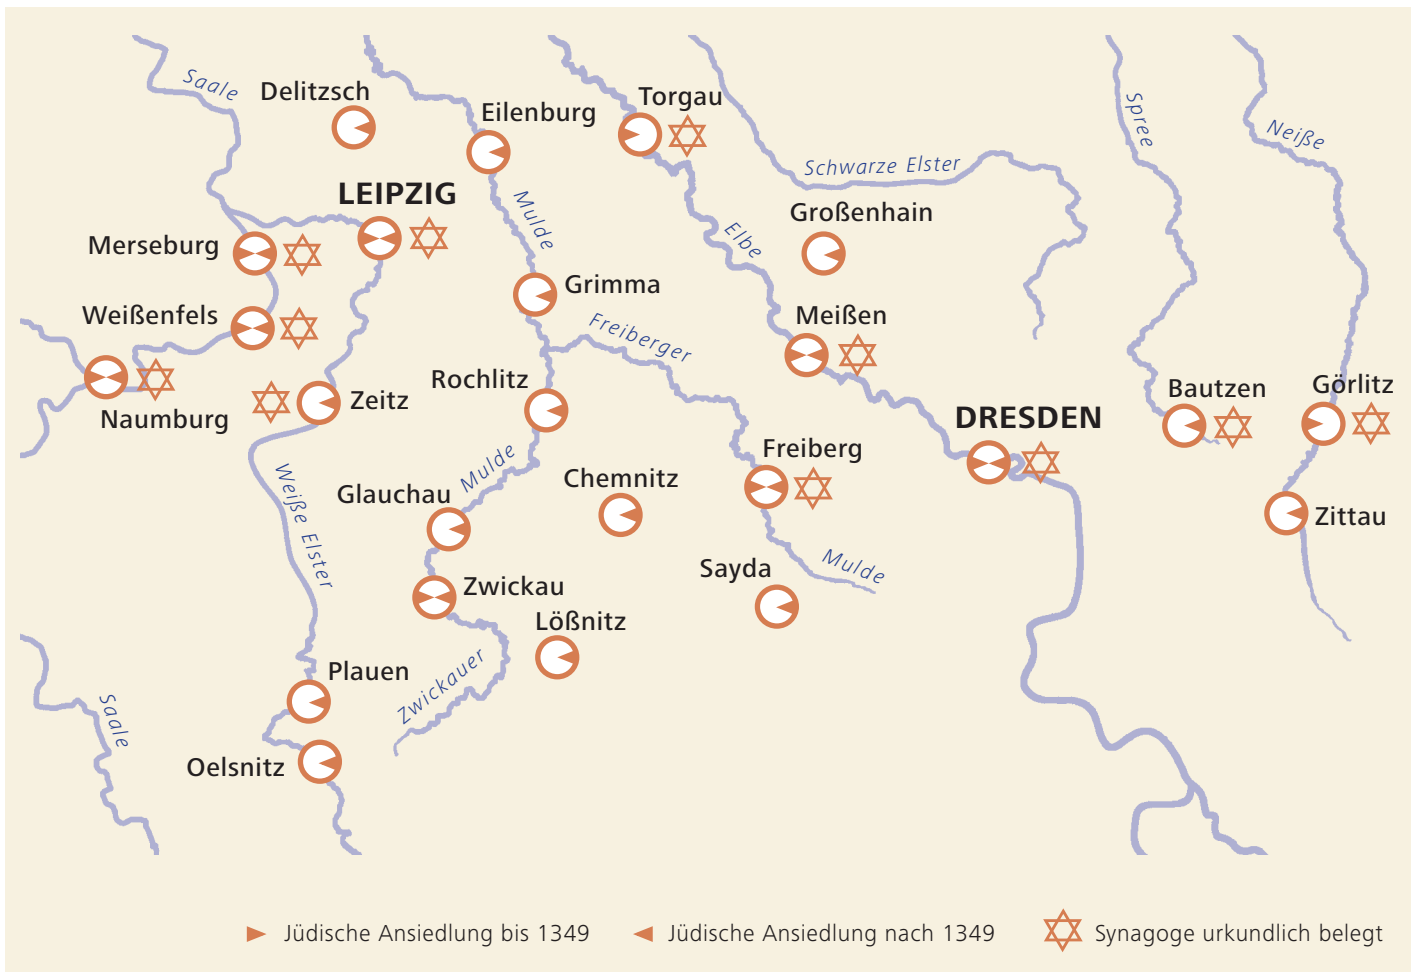 Saale
Delitzsch
Eilenburg
Torgau
Spree
Neiße
Schwarze Elster
LEIPZIG
Mulde
Großenhain
Elbe
Merseburg
Grimma
Weißenfels
Meißen
Freiberger
Rochlitz
Bautzen
Görlitz
Zeitz
Naumburg
DRESDEN
Freiberg
Mulde
Weiße Elster
Chemnitz
Glauchau
Zittau
Mulde
Sayda
Zwickau
Lößnitz
Plauen
Zwickauer
Saale
Oelsnitz
Jüdische Ansiedlung bis 1349
Jüdische Ansiedlung nach 1349
Synagoge urkundlich belegt